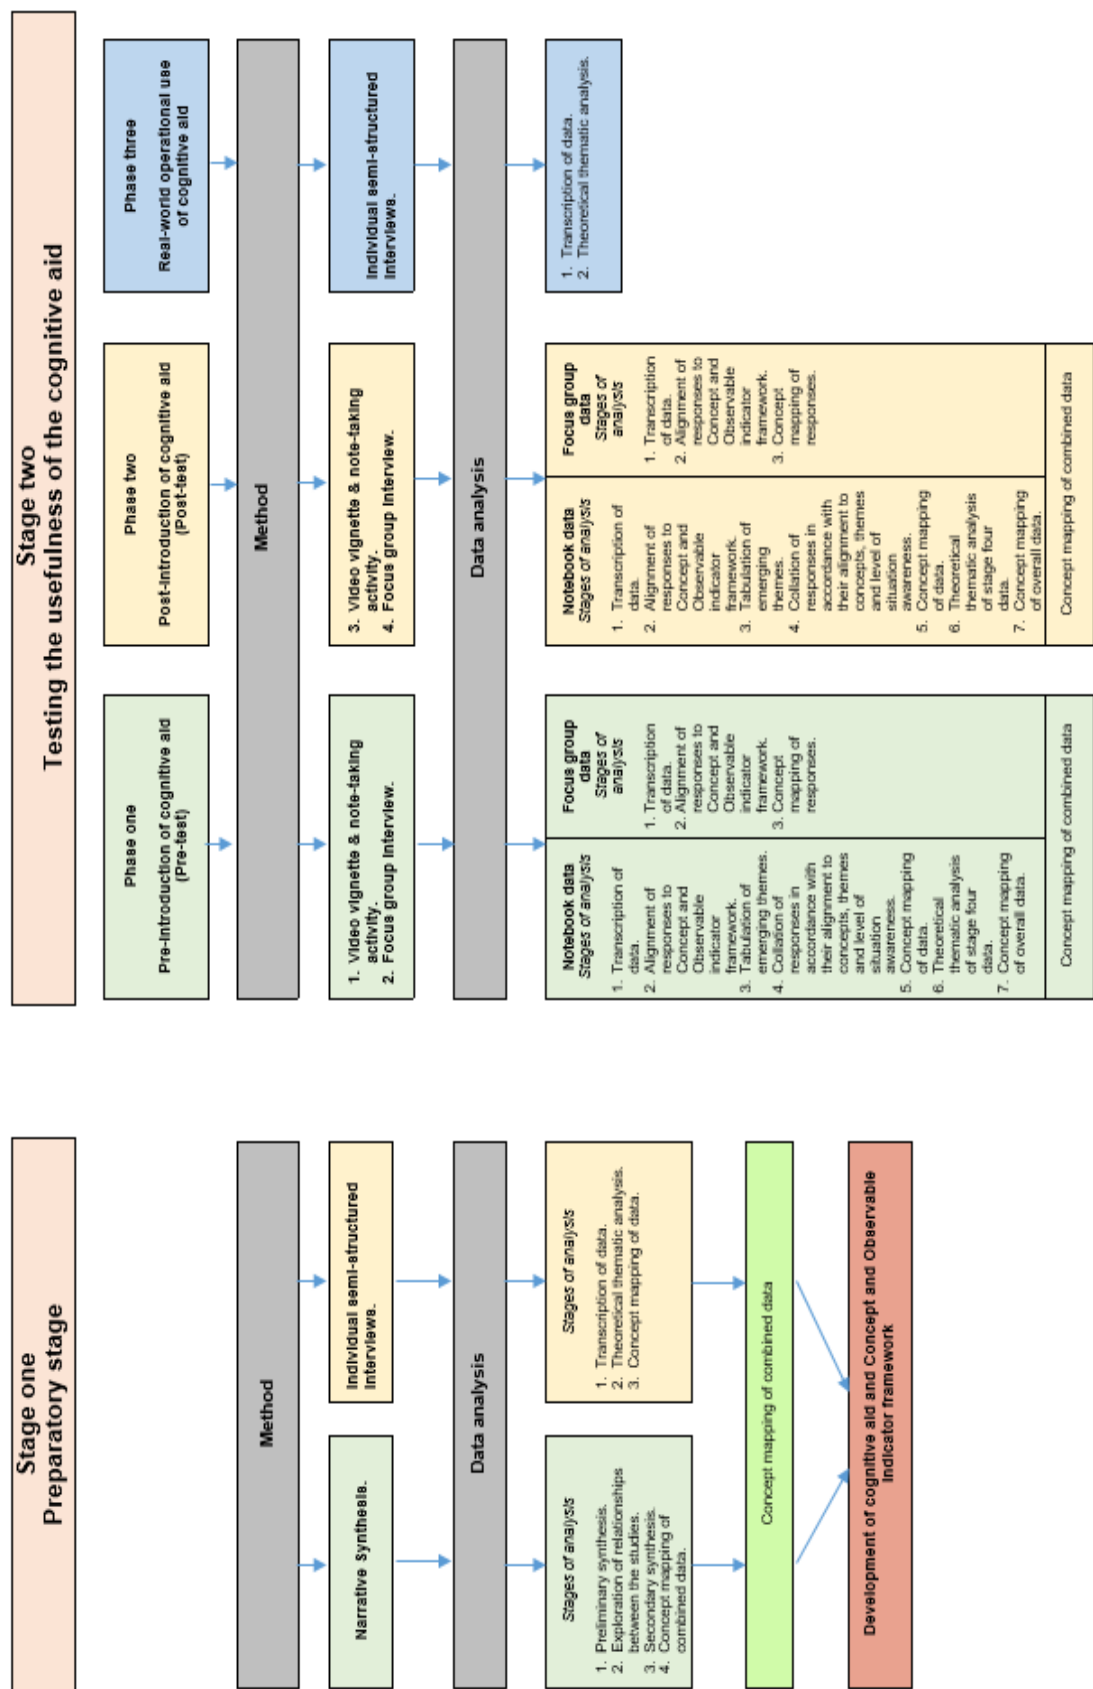 Stage one
Preparatory stage
Method
Narrative Synthesis.
Individual semi-structured
Interviews.
Data analysis
Stages of analysis
1. Preliminary synthesis.
2. Exploration of relationships
between the studies.
3. Secondary synthesis.
4. Concept mapping of
combined data.
Stages of analysis
1. Transcription of data.
2. Theoretical thematic analysis.
3. Concept mapping of data.
Concept mapping of combined data
Development of cognitive aid and Concept and Observable
Indicator framework
Stage two
Testing the usefulness of the cognitive aid
Phase one
Pre-Introduction of cognitive aid
(Pre-test)
Phase two
Post-Introduction of cognitive aid
(Post-test)
Phase three
Real-world operational use
of cognitive aid
Method
1. Video vignette & note-taking
activity.
2. Focus group Interview.
3. Video vignette & note-taking
activity.
4. Focus group Interview.
Individual semi-structured
Interviews.
Data analysis
Notebook data
Stages of analysis
1. Transcription of
data.
2. Alignment of
responses to
Concept and
Observable
indicator
framework.
3. Tabulation of
emerging themes.
4. Collation of
responses in
accordance with
their alignment to
concepts, themes
and level of
situation
awareness.
5. Concept mapping
of data.
6. Theoretical
thematic analysis
of stage four
data.
7. Concept mapping
of overall data.
Focus group
data
Stages of
analysis
1. Transcription
of data.
2. Alignment of
responses to
Concept and
Observable
indicator
framework.
3. Concept
mapping of
responses.
Concept mapping of combined data
Notebook data
Stages of analysis
1. Transcription of
data.
2. Alignment of
responses to
Concept and
Observable
indicator
framework.
3. Tabulation of
emerging
themes.
4. Collation of
responses in
accordance with
their alignment to
concepts, themes
and level of
situation
awareness.
5. Concept mapping
of data.
6. Theoretical
thematic analysis
of stage four
data.
7. Concept mapping
of overall data.
Focus group
data
Stages of
analysis
1. Transcription
of data.
2. Alignment of
responses to
Concept and
Observable
indicator
framework.
3. Concept
mapping of
responses.
Concept mapping of combined data
1. Transcription of data.
2. Theoretical thematic analysis.